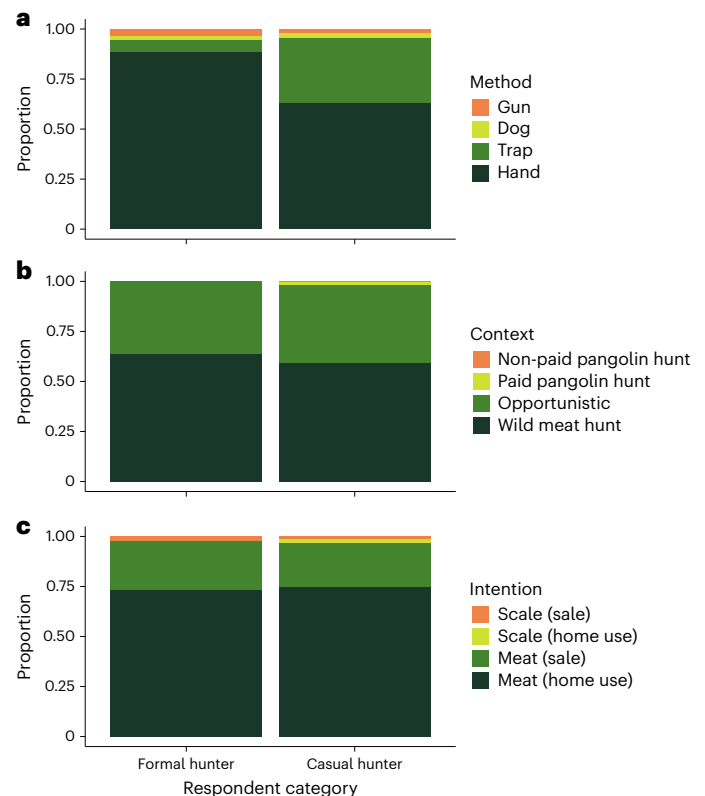 a
1.00
0.75
0.50
0.25
0
Proportion
Method
Gun
Dog
Trap
Hand
b
1.00
0.75
0.50
0.25
0
Proportion
Context
Non-paid pangolin hunt
Paid pangolin hunt
Opportunistic
Wild meat hunt
c
1.00
0.75
0.50
0.25
0
Proportion
Intention
Scale (sale)
Scale (home use)
Meat (sale)
Meat (home use)
Formal hunter
Casual hunter
Respondent category